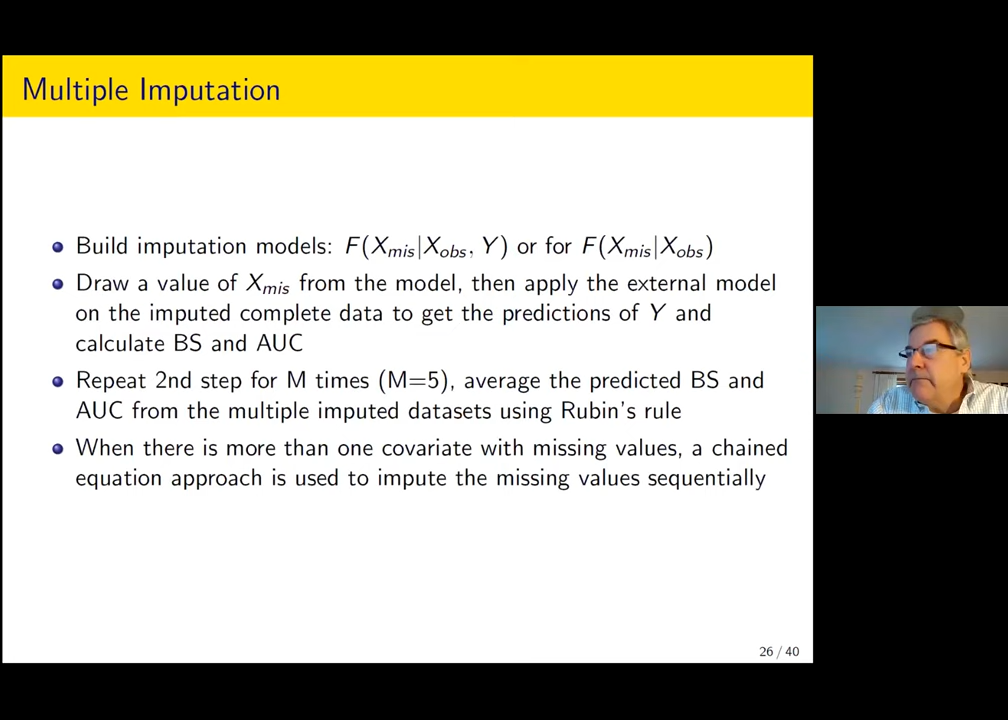 Multiple Imputation
Build imputation models: F(X_mis|X_obs, Y) or for F(X_mis|X_obs)
Draw a value of X_mis from the model, then apply the external model
on the imputed complete data to get the predictions of Y and
calculate BS and AUC
Repeat 2nd step for M times (M=5), average the predicted BS and
AUC from the multiple imputed datasets using Rubin's rule
When there is more than one covariate with missing values, a chained
equation approach is used to impute the missing values sequentially
26 / 40